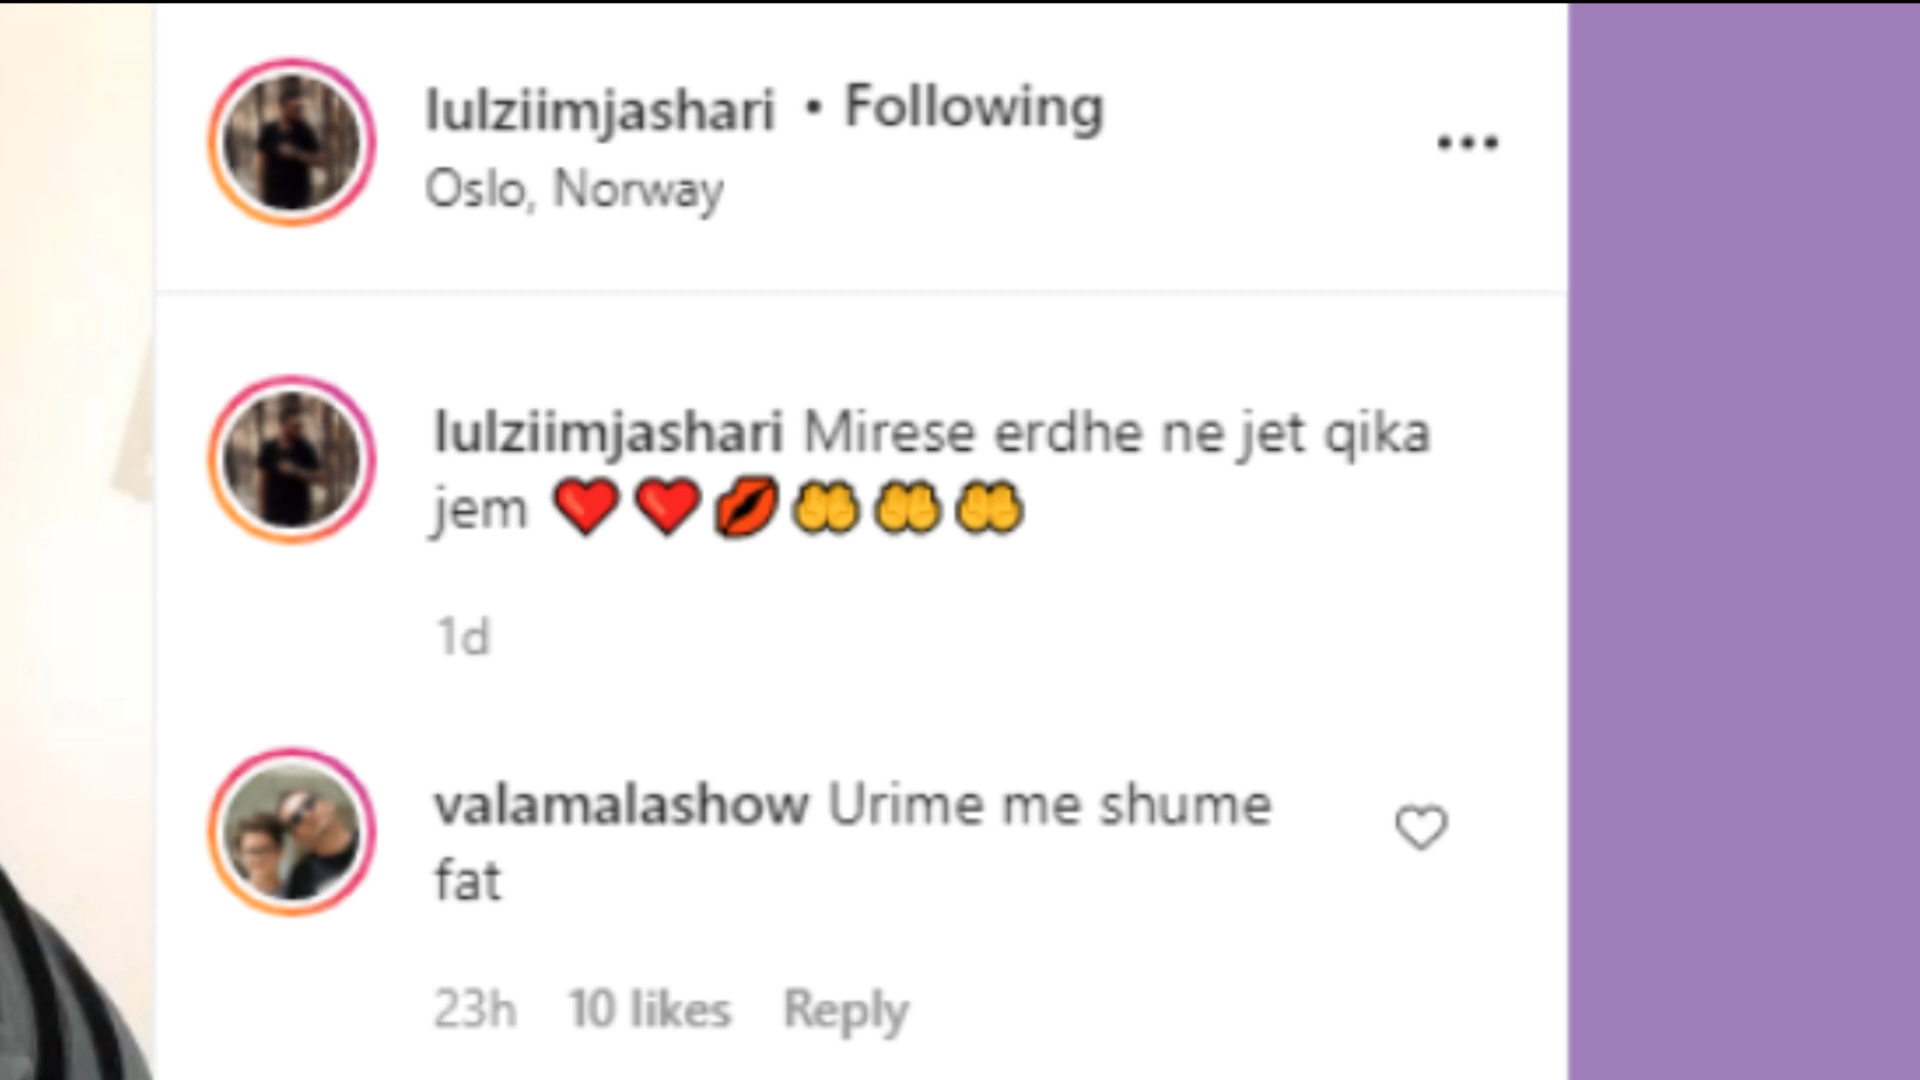 lulziimjashari • Following
Oslo, Norway
lulziimjashari Mirese erdhe ne jet qika
jem ❤️❤️💋🤲🤲🤲
1d
valamalashow Urime me shume
fat
23h 10 likes Reply